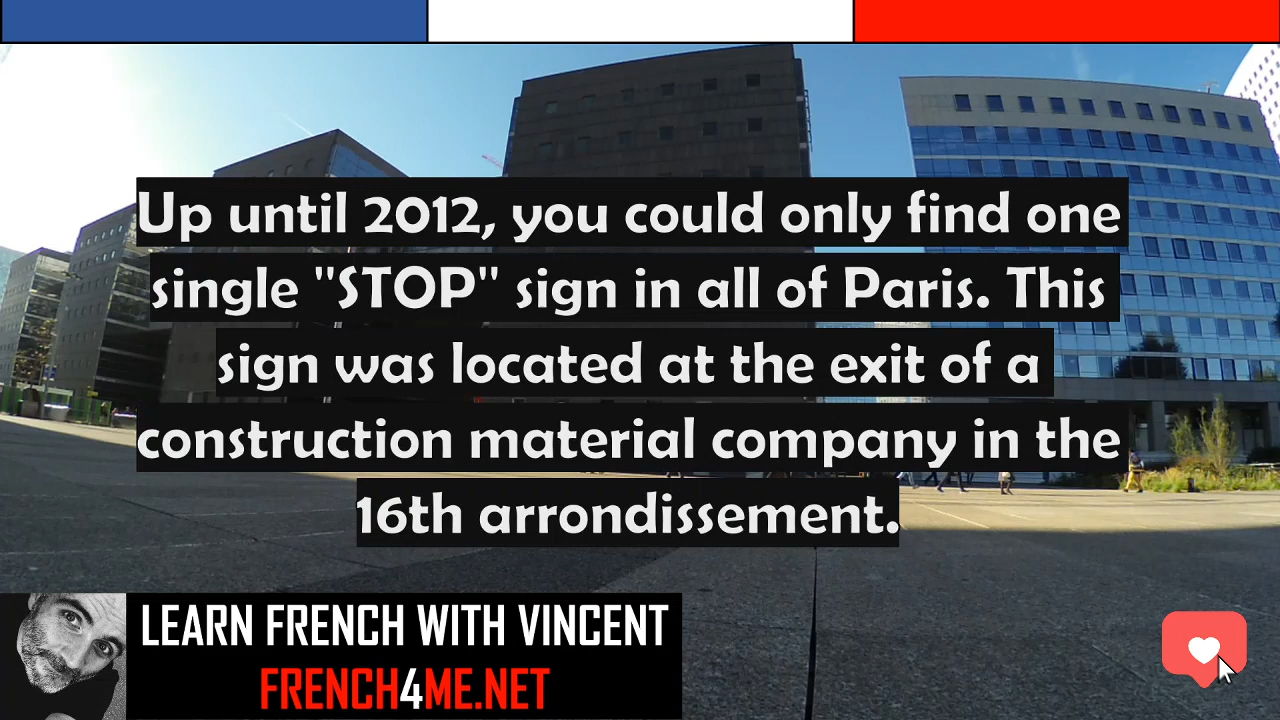 Up until 2012, you could only find one
single "STOP" sign in all of Paris. This
sign was located at the exit of a
construction material company in the
16th arrondissement.
LEARN FRENCH WITH VINCENT
FRENCH4ME.NET